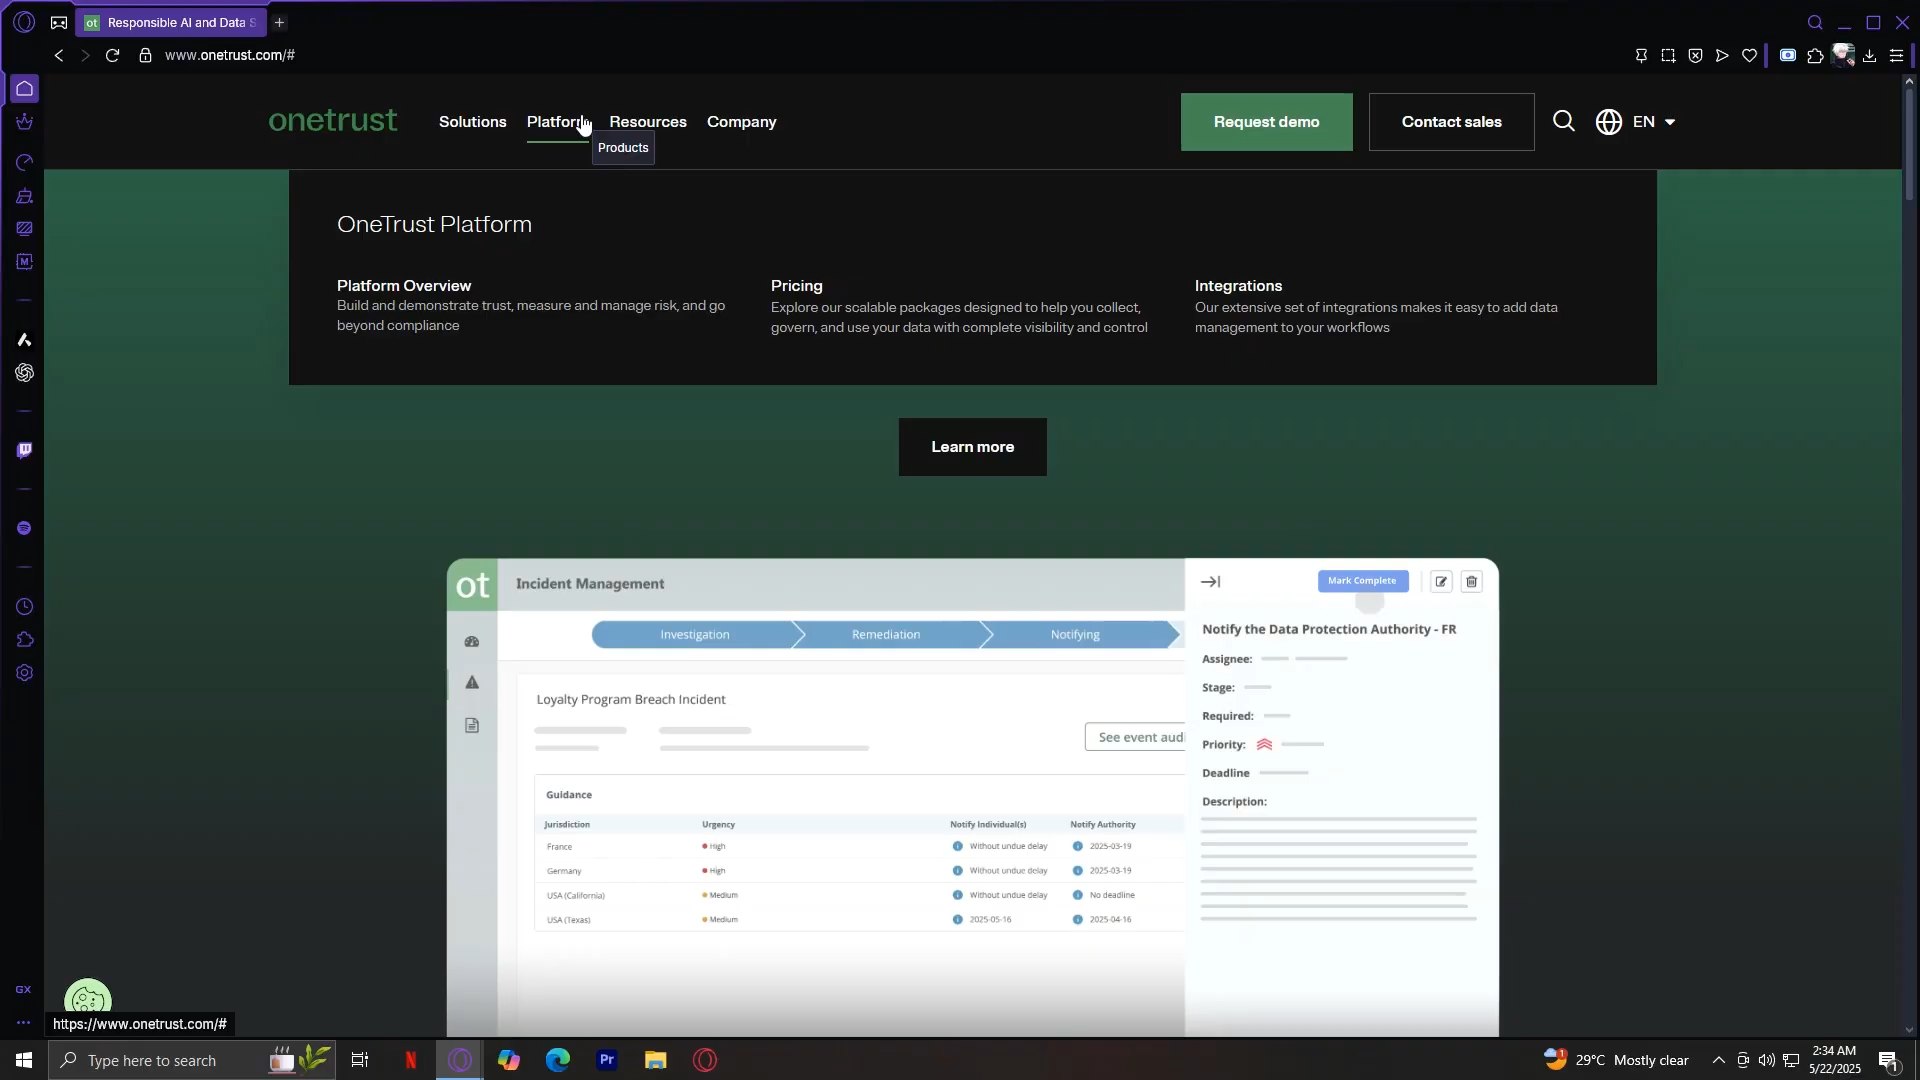 Responsible AI and Data S
www.onetrust.com/#
onetrust
Solutions
Platform
Resources
Company
Request demo
Contact sales
EN
Products
OneTrust Platform
Platform Overview
Build and demonstrate trust, measure and manage risk, and go
beyond compliance
Pricing
Explore our scalable packages designed to help you collect,
govern, and use your data with complete visibility and control
Integrations
Our extensive set of integrations makes it easy to add data
management to your workflows
Learn more
ot
Incident Management
Mark Complete
Investigation
Remediation
Notifying
Notify the Data Protection Authority - FR
Assignee:
Stage:
Required:
Priority:
Deadline
Description:
Loyalty Program Breach Incident
See event audi
Guidance
Jurisdiction Urgency Notify Individual(s) Notify Authority
France High Without undue delay 2025-03-19
Germany High Without undue delay 2025-03-19
USA (California) Medium Without undue delay No deadline
USA (Texas) Medium 2025-05-16 2025-04-16
GX
https://www.onetrust.com/#
Type here to search
Pr
29°C Mostly clear
2:34 AM
5/22/2025